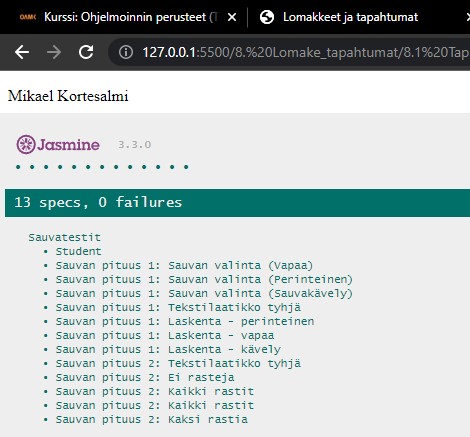 OAMK Kurssi: Ohjelmoinnin perusteet (T
Lomakkeet ja tapahtumat
127.0.0.1:5500/8.%20Lomake_tapahtumat/8.1%20Tap
Mikael Kortesalmi
Jasmine 3.3.0
13 specs, 0 failures
Sauvatestit
• Student
• Sauvan pituus 1: Sauvan valinta (Vapaa)
• Sauvan pituus 1: Sauvan valinta (Perinteinen)
• Sauvan pituus 1: Sauvan valinta (Sauvakävely)
• Sauvan pituus 1: Tekstilaatikko tyhjä
• Sauvan pituus 1: Laskenta - perinteinen
• Sauvan pituus 1: Laskenta - vapaa
• Sauvan pituus 1: Laskenta - kävely
• Sauvan pituus 2: Tekstilaatikko tyhjä
• Sauvan pituus 2: Ei rasteja
• Sauvan pituus 2: Kaikki rastit
• Sauvan pituus 2: Kaikki rastit
• Sauvan pituus 2: Kaksi rastia